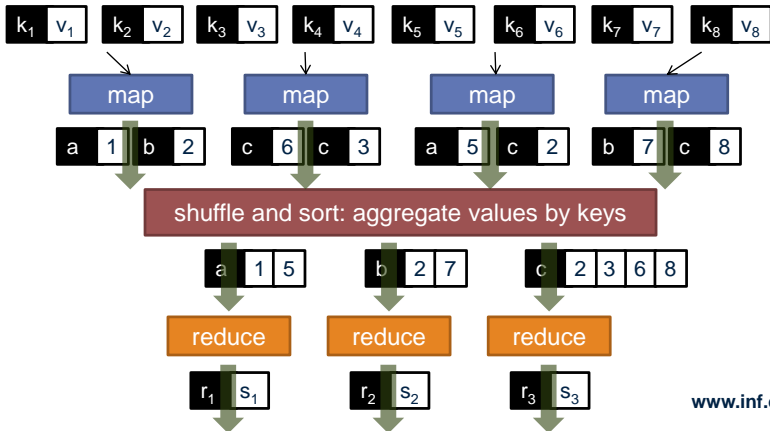 k1 v1 k2 v2 k3 v3 k4 v4 k5 v5 k6 v6 k7 v7 k8 v8
map map map map
a 1 b 2 c 6 c 3 a 5 c 2 b 7 c 8
shuffle and sort: aggregate values by keys
a 1 5 b 2 7 c 2 3 6 8
reduce reduce reduce
r1 s1 r2 s2 r3 s3
www.inf.